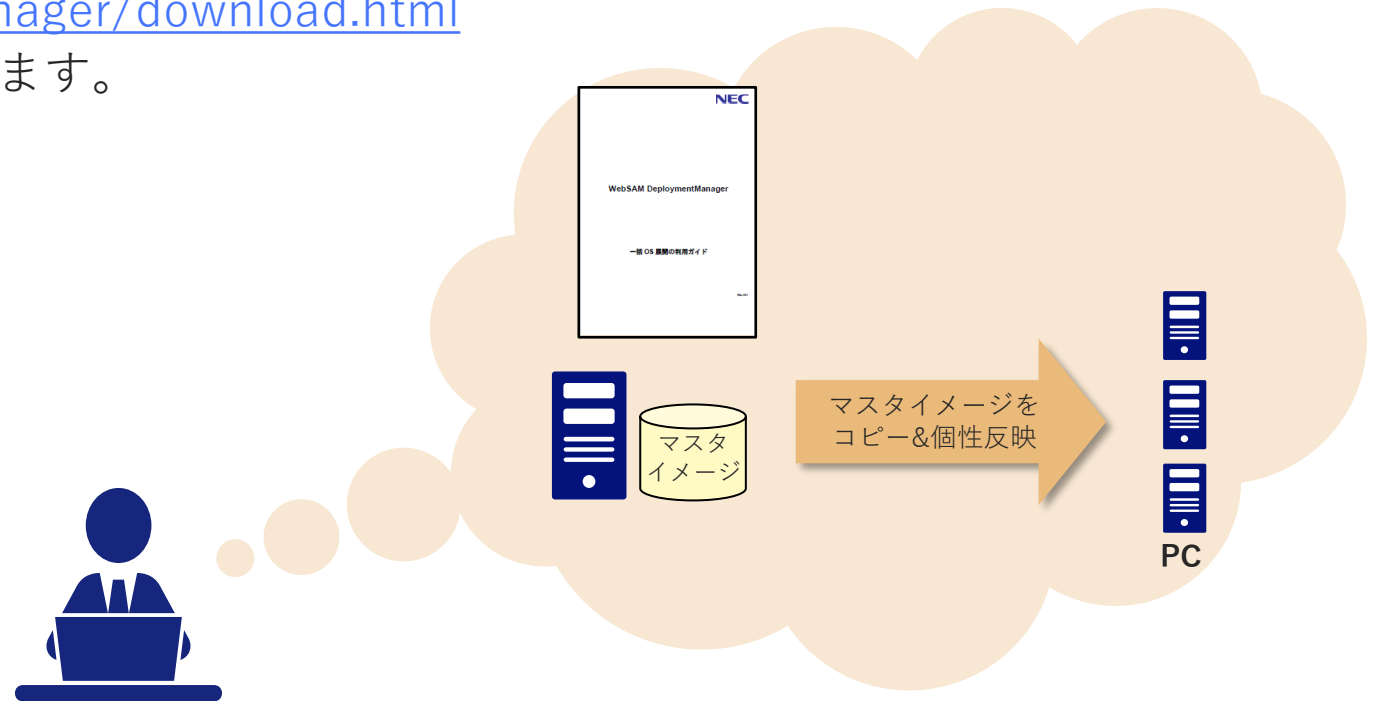 nager/download.html
ます。
NEC
WebSAM DeploymentManager
一括 OS 展開の利用ガイド
マスタ
イメージ
マスタイメージを
コピー&個性反映
PC